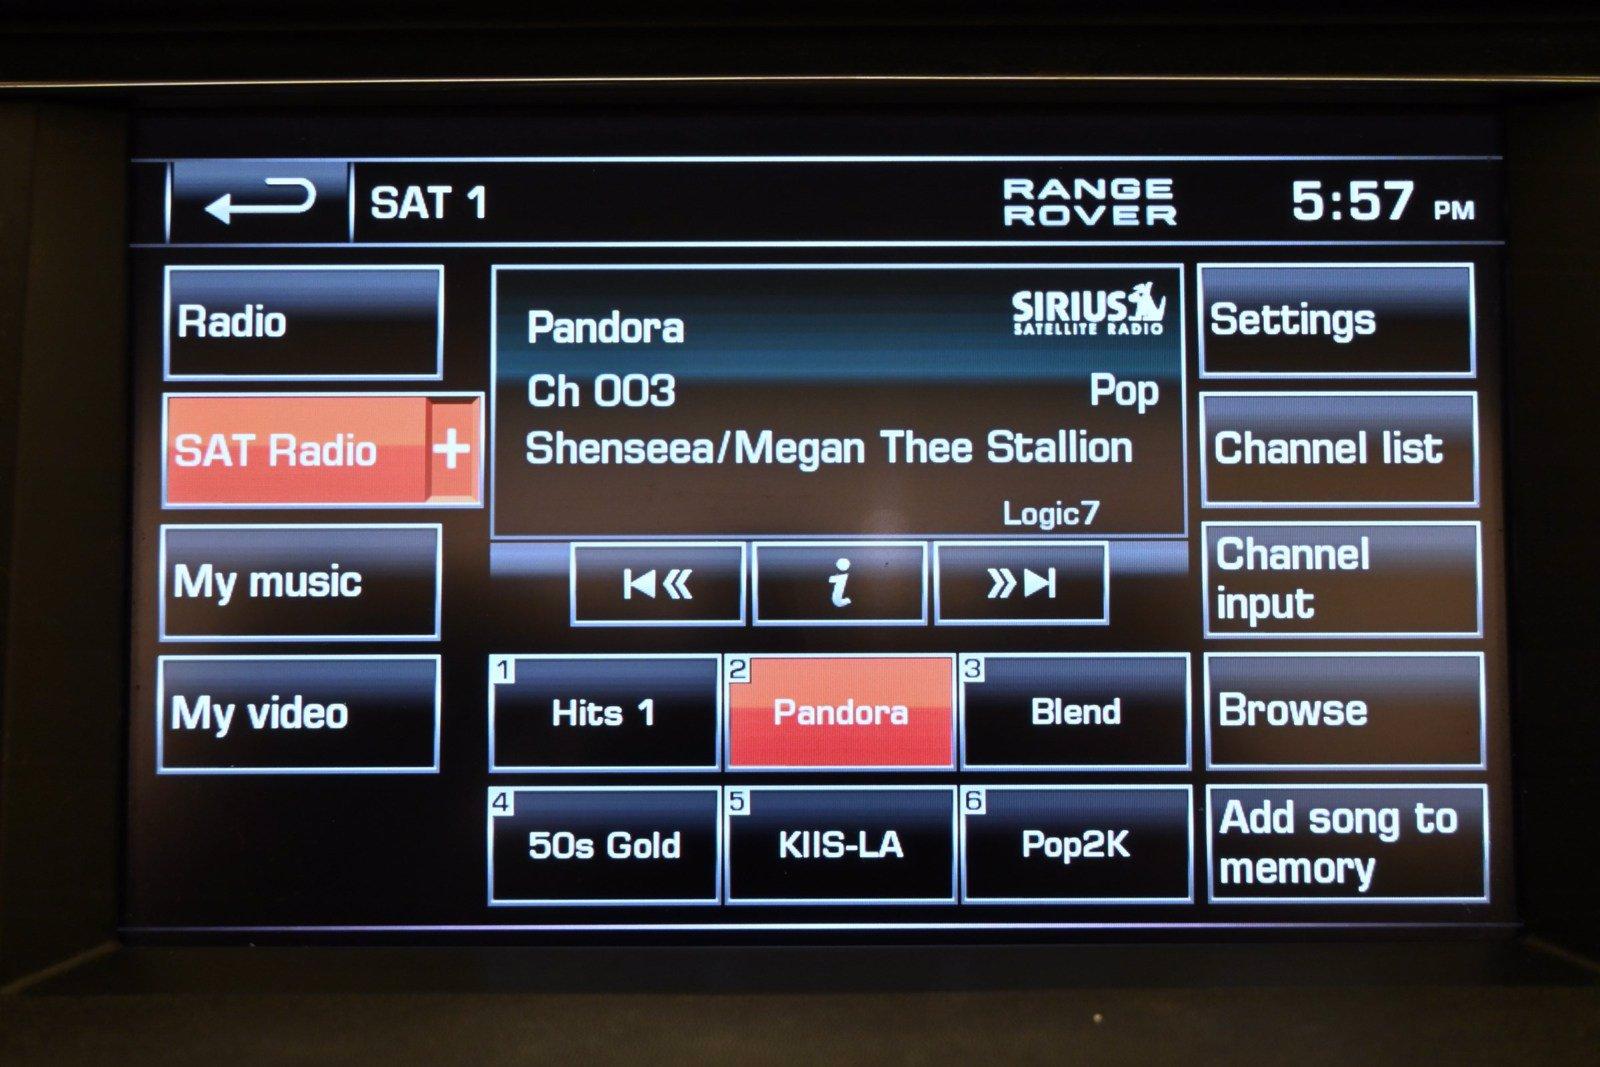 SAT 1
RANGE
ROVER
5:57 PM
Radio
SAT Radio +
My music
My video
Pandora
SIRIUS
SATELLITE RADIO
Ch 003
Pop
Shenseea/Megan Thee Stallion
Logic7
i
1
Hits 1
2
Pandora
3
Blend
4
50s Gold
5
KIIS-LA
6
Pop2K
Settings
Channel list
Channel
input
Browse
Add song to
memory